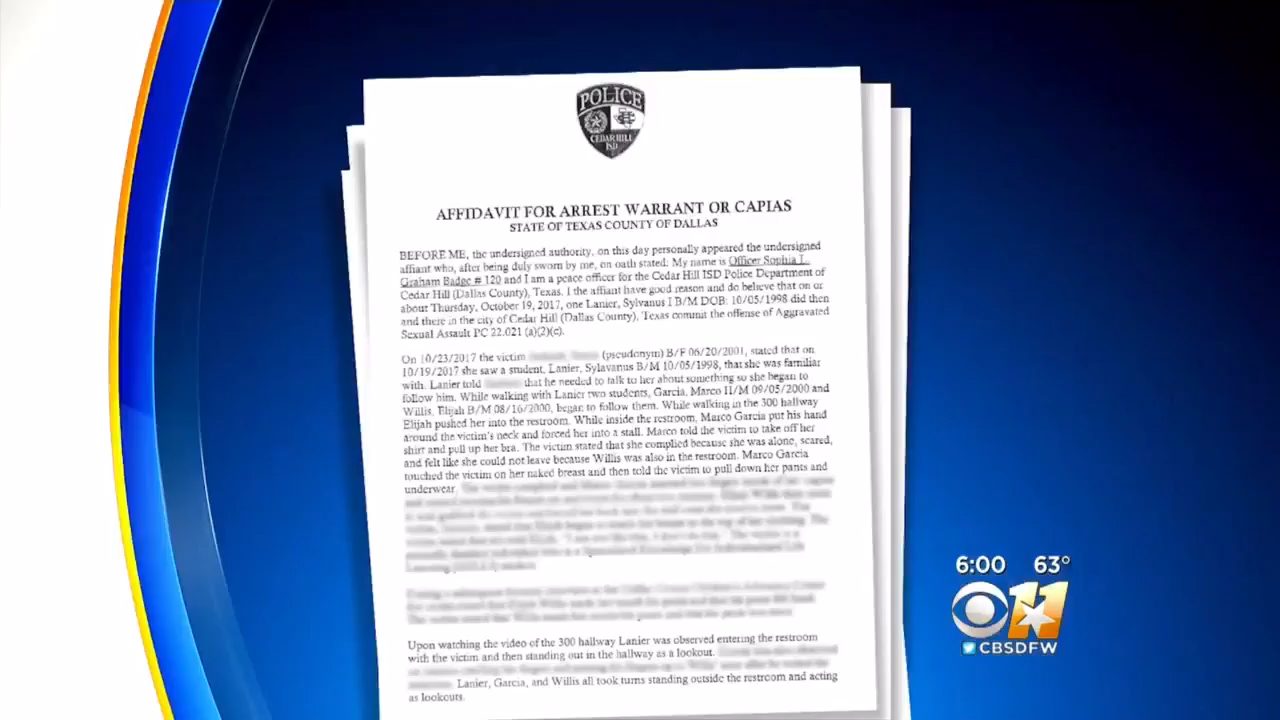 POLICE
CEDAR HILL
ISD
AFFIDAVIT FOR ARREST WARRANT OR CAPIAS
STATE OF TEXAS COUNTY OF DALLAS
BEFORE ME, the undersigned authority, on this day personally appeared the undersigned
affiant who, after being duly sworn by me, on oath stated: My name is Officer Sophia L.
Graham Badge # 120 and I am a peace officer for the Cedar Hill ISD Police Department of
Cedar Hill (Dallas County), Texas. I the affiant have good reason and do believe that on or
about Thursday, October 19, 2017, one Lanier, Sylvanus I B/M DOB: 10/05/1998 did then
and there in the city of Cedar Hill (Dallas County), Texas commit the offense of Aggravated
Sexual Assault PC 22.021 (a)(2)(c).
On 10/23/2017 the victim (pseudonym) B/F 06/20/2001, stated that on
10/19/2017 she saw a student, Lanier, Sylavanus B/M 10/05/1998, that she was familiar
with. Lanier told that he needed to talk to her about something so she began to
follow him. While walking with Lanier two students, Garcia, Marco H/M 09/05/2000 and
Willis, Elijah B/M 08/16/2000, began to follow them. While walking in the 300 hallway
Elijah pushed her into the restroom. While inside the restroom, Marco Garcia put his hand
around the victim's neck and forced her into a stall. Marco told the victim to take off her
shirt and pull up her bra. The victim stated that she complied because she was alone, scared,
and felt like she could not leave because Willis was also in the restroom. Marco Garcia
touched the victim on her naked breast and then told the victim to pull down her pants and
underwear.
Upon watching the video of the 300 hallway Lanier was observed entering the restroom
with the victim and then standing out in the hallway as a lookout.
Lanier, Garcia, and Willis all took turns standing outside the restroom and acting
as lookouts.
6:00 63°
11
CBSDFW